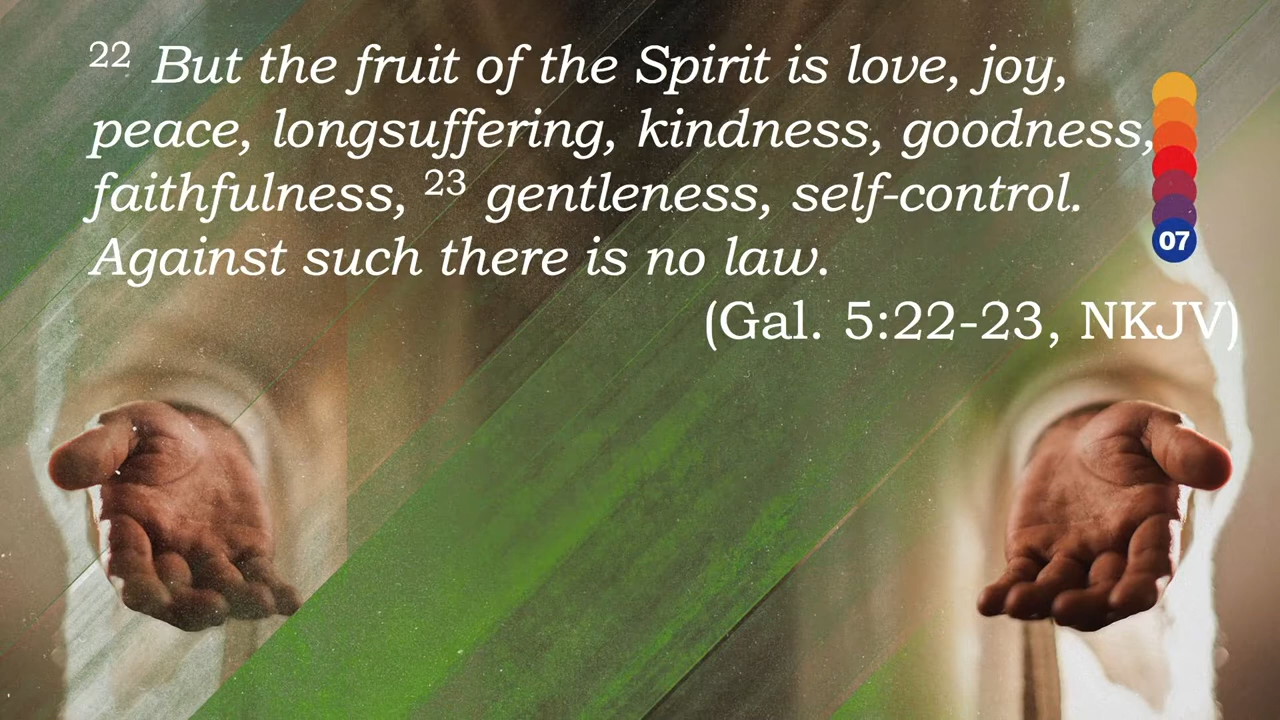 22 But the fruit of the Spirit is love, joy,
peace, longsuffering, kindness, goodness,
faithfulness, 23 gentleness, self-control.
Against such there is no law.
(Gal. 5:22-23, NKJV)
07